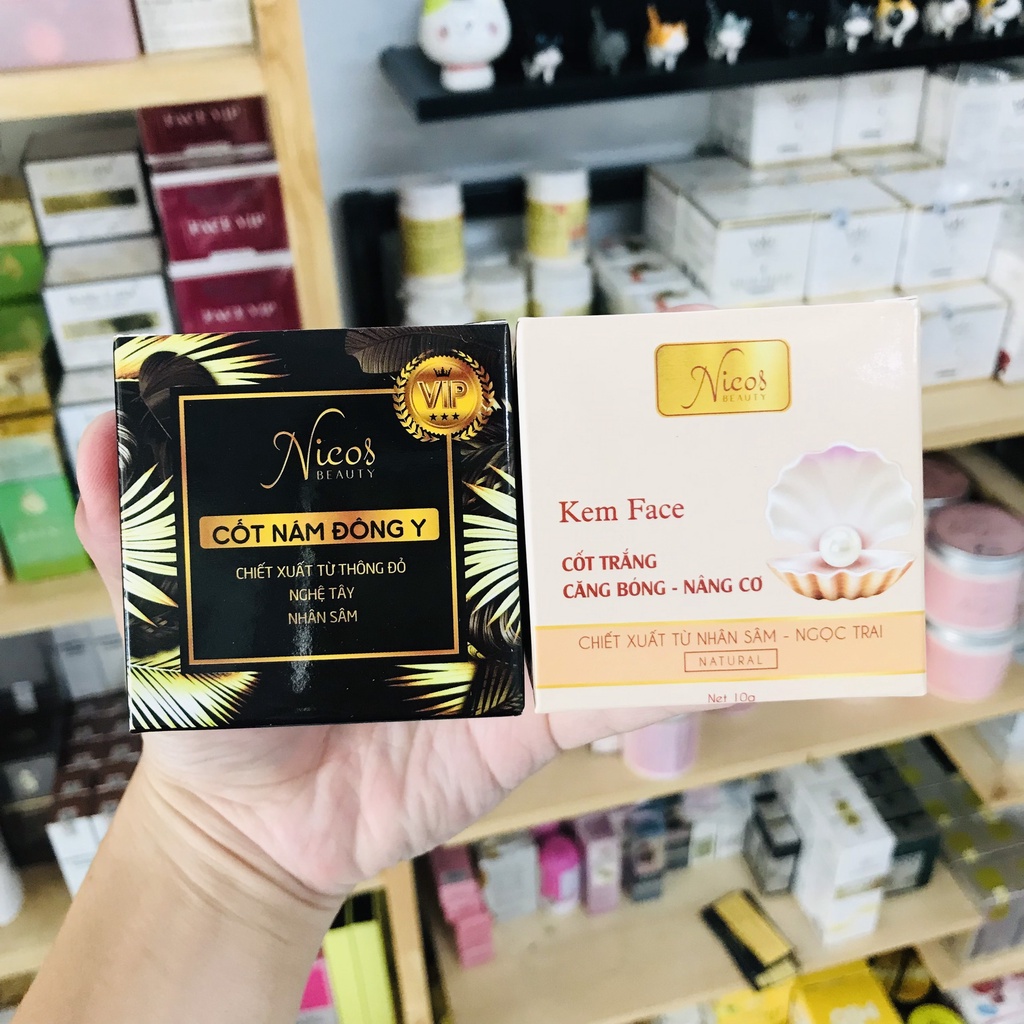 FACE VIP
FACE VIP
FACE VIP
VIP
Nicos
BEAUTY
CỐT NÁM ĐÔNG Y
CHIẾT XUẤT TỪ THÔNG ĐỎ
NGHỆ TÂY
NHÂN SÂM
Nicos
BEAUTY
Kem Face
CỐT TRẮNG
CĂNG BÓNG - NÂNG CƠ
CHIẾT XUẤT TỪ NHÂN SÂM - NGỌC TRAI
NATURAL
Net 10g